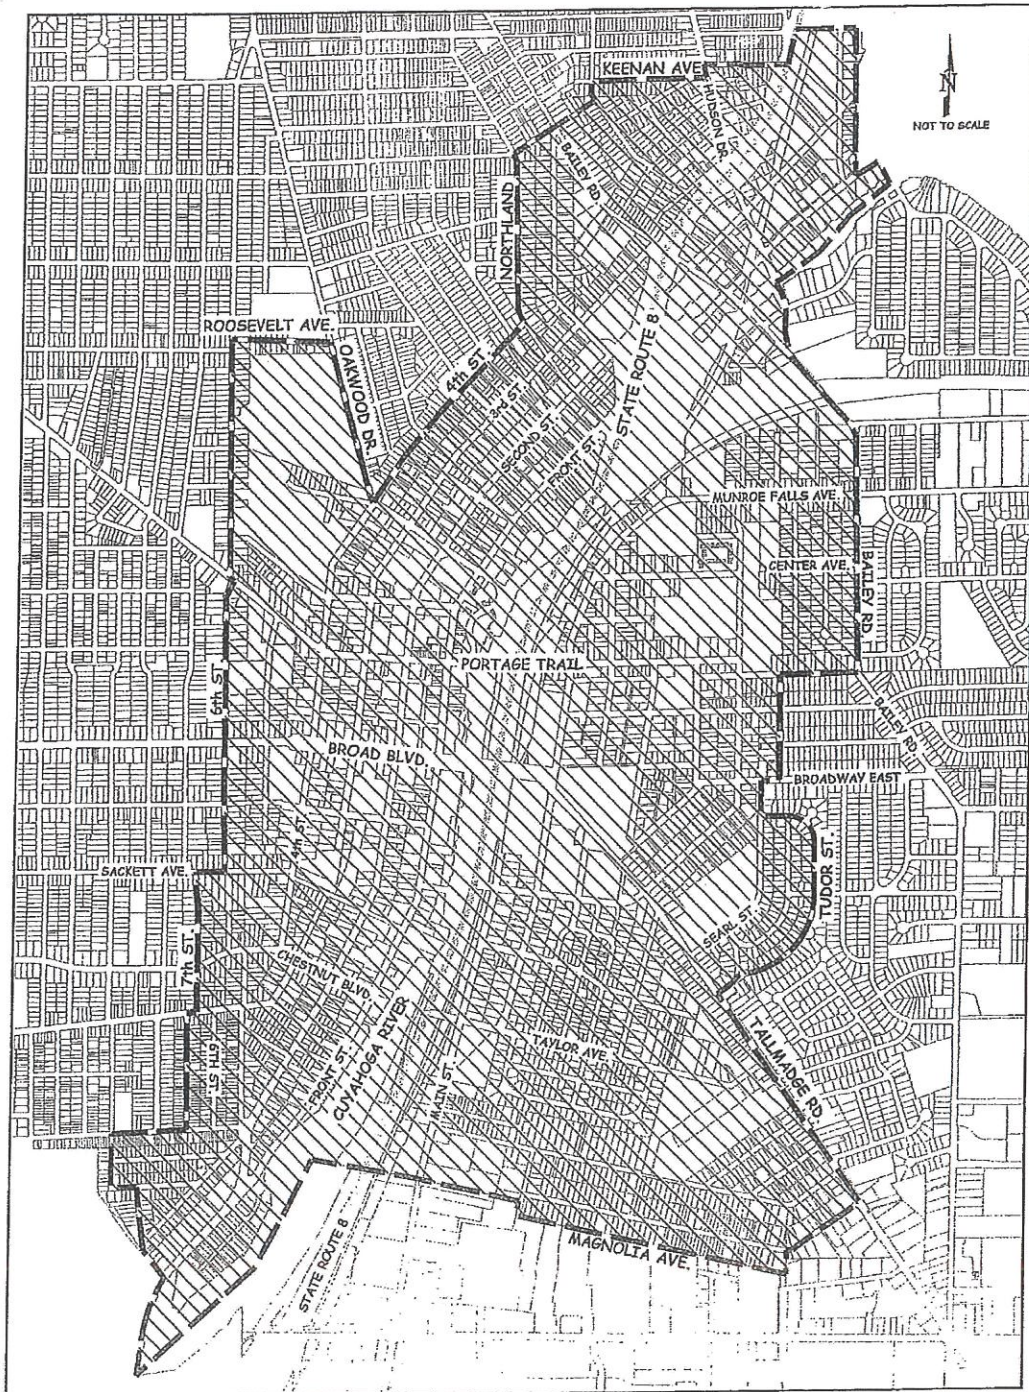 KEENAN AVE.
N
NOT TO SCALE
HUDSON DR.
BAILEY RD.
NORTHLAND
ROOSEVELT AVE.
OAKWOOD DR.
4th ST.
3rd ST.
SECOND ST.
FRONT ST.
STATE ROUTE 8
MUNROE FALLS AVE.
CENTER AVE.
BAILEY RD.
PORTAGE TRAIL
6th ST.
BAILEY RD.
BROAD BLVD.
BROADWAY EAST
4th ST.
SACKETT AVE.
TUDOR ST.
SEARL ST.
7th ST.
CHESTNUT BLVD.
TALLMADGE RD.
TAYLOR AVE.
6TH ST.
FRONT ST.
CUYAHOGA RIVER
MAIN ST.
MAGNOLIA AVE.
STATE ROUTE 8